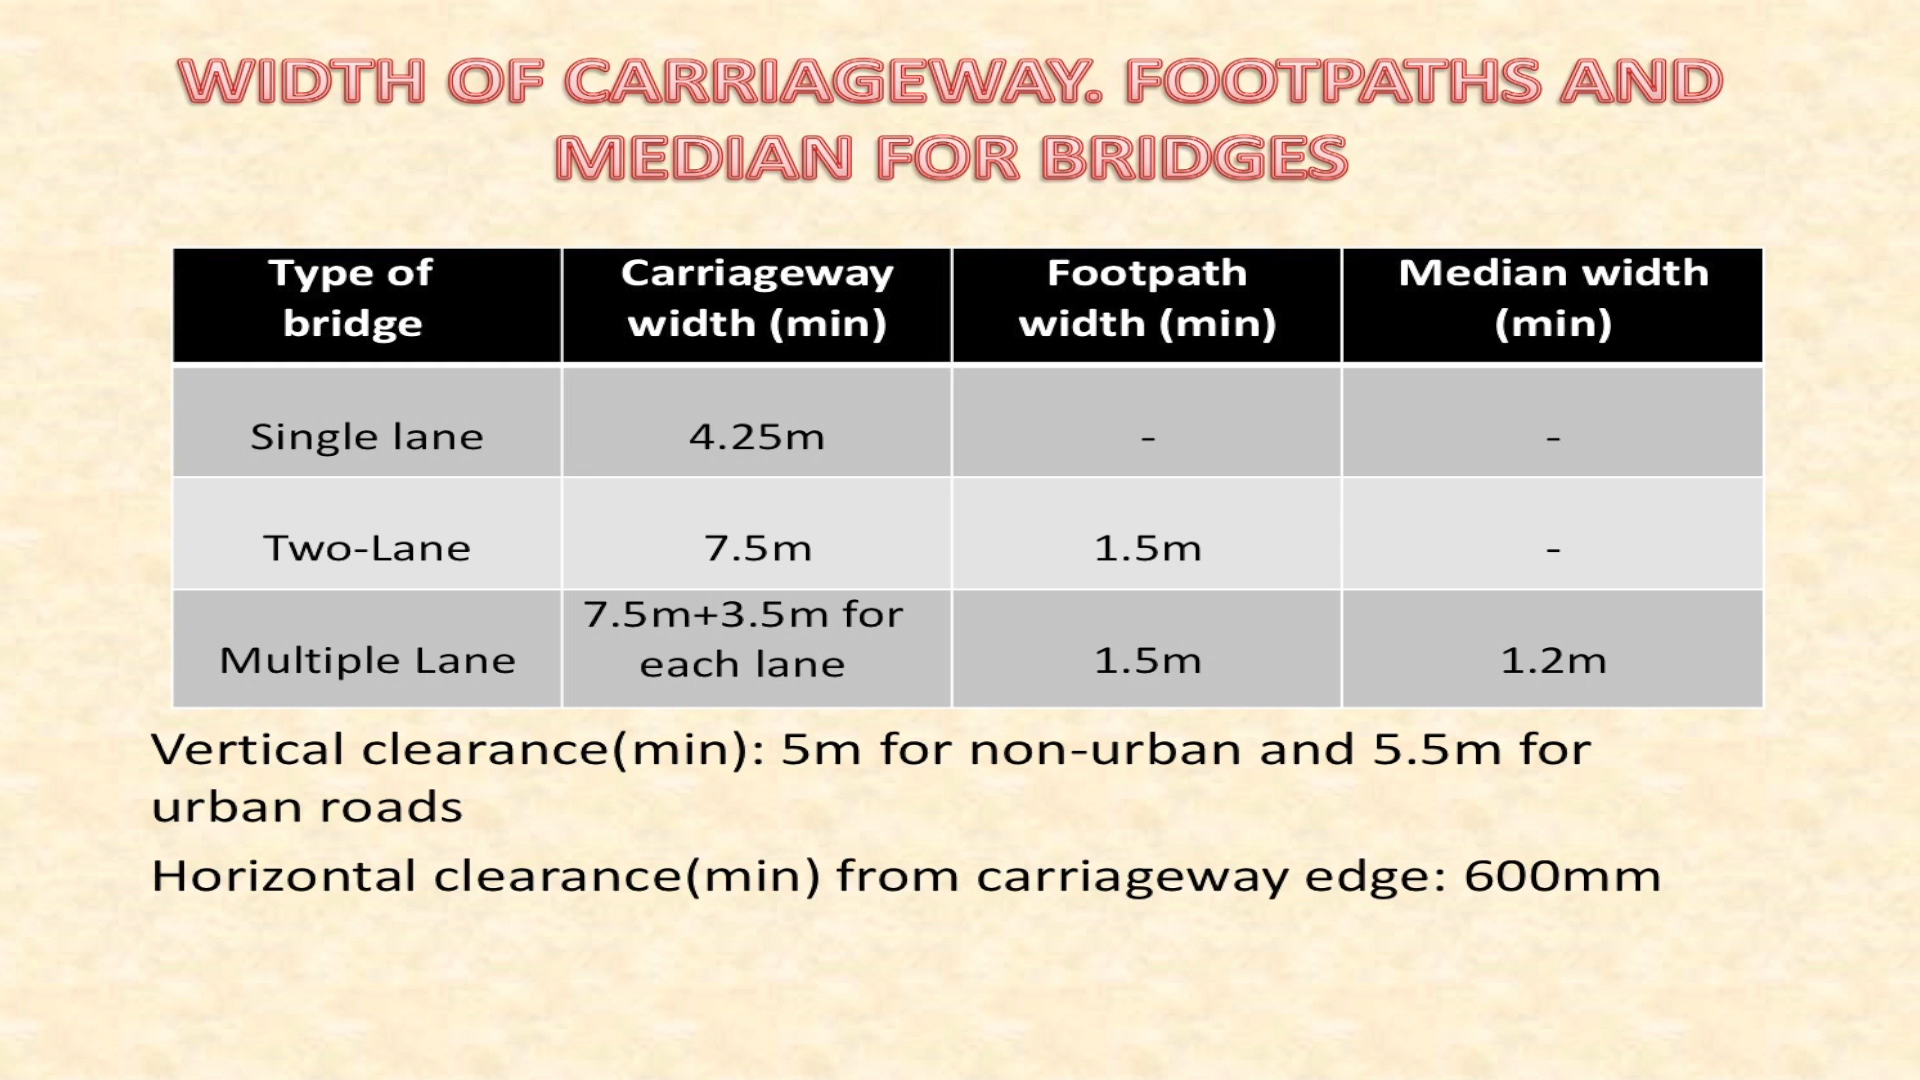 WIDTH OF CARRIAGEWAY. FOOTPATHS AND
MEDIAN FOR BRIDGES
Type of bridge | Carriageway width (min) | Footpath width (min) | Median width (min)
Single lane | 4.25m | - | -
Two-Lane | 7.5m | 1.5m | -
Multiple Lane | 7.5m+3.5m for each lane | 1.5m | 1.2m
Vertical clearance(min): 5m for non-urban and 5.5m for
urban roads
Horizontal clearance(min) from carriageway edge: 600mm